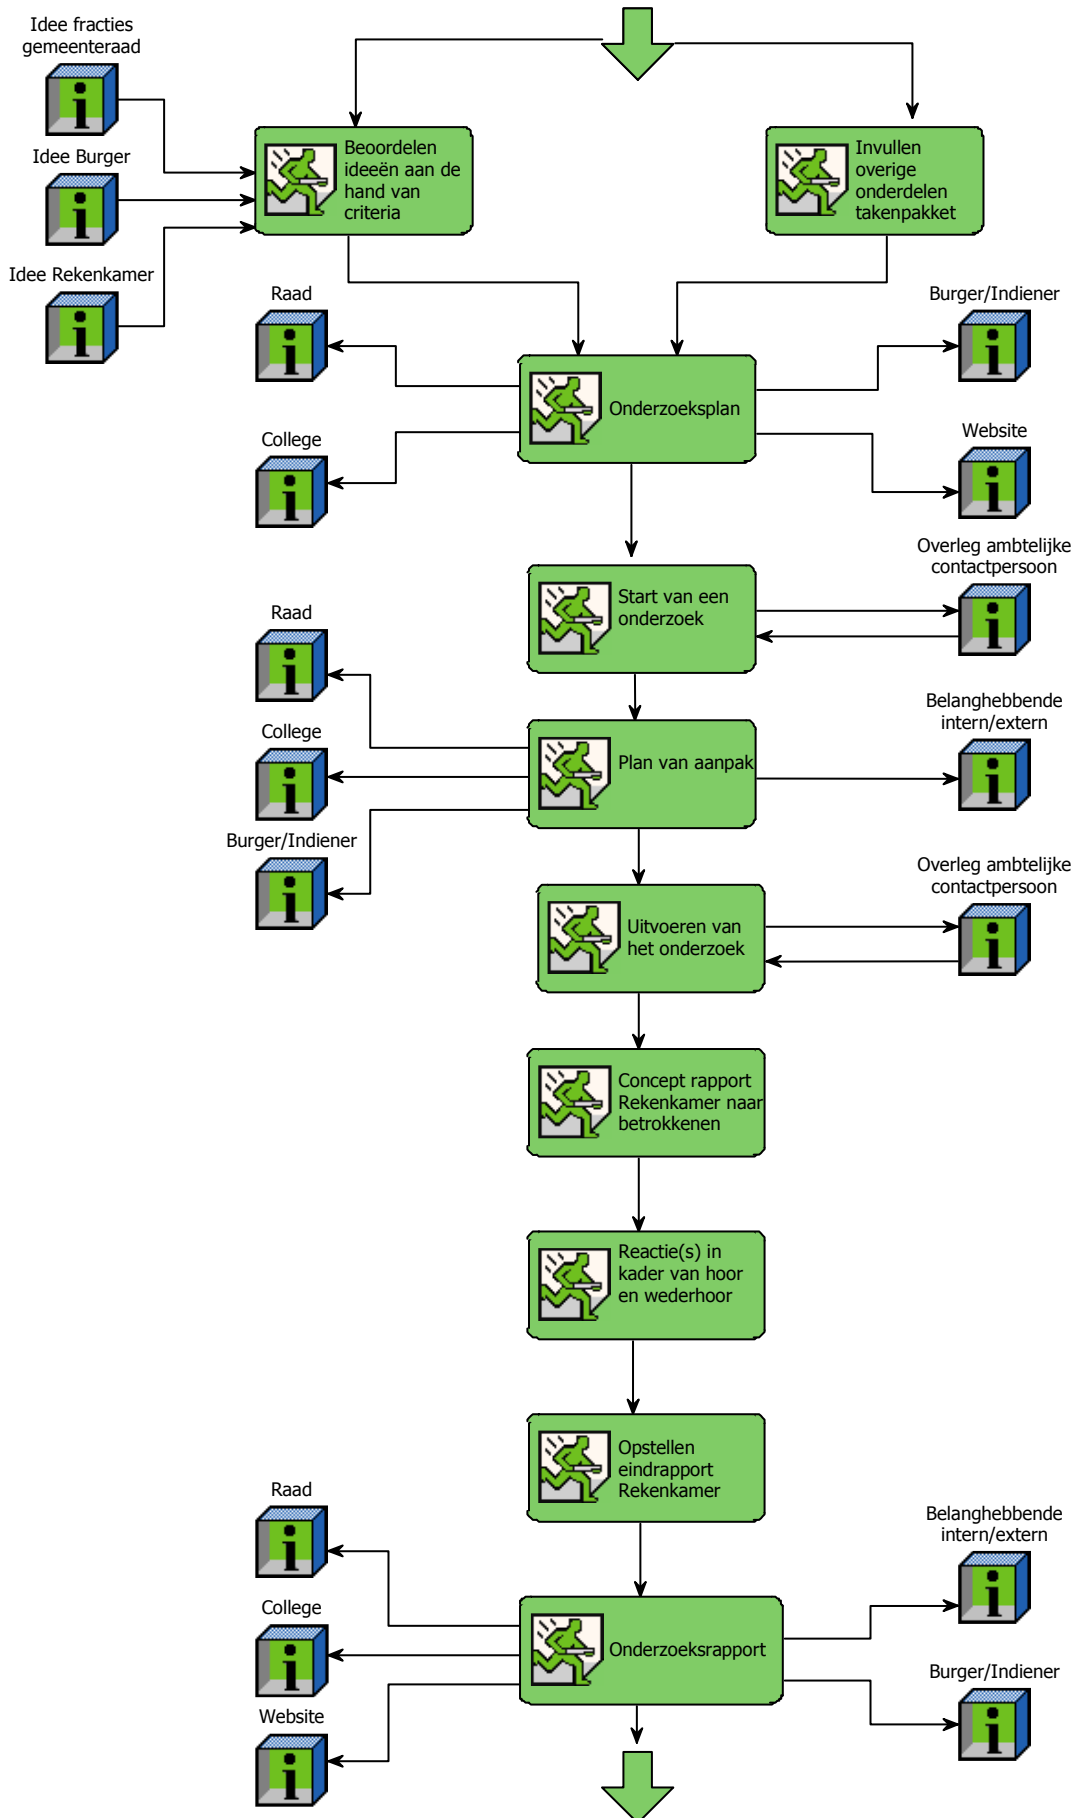 Idee fracties
gemeenteraad
Idee Burger
Idee Rekenkamer
Beoordelen
ideeën aan de
hand van
criteria
Invullen
overige
onderdelen
takenpakket
Raad
College
Onderzoeksplan
Burger/Indiener
Website
Start van een
onderzoek
Overleg ambtelijke
contactpersoon
Raad
College
Burger/Indiener
Plan van aanpak
Belanghebbende
intern/extern
Uitvoeren van
het onderzoek
Overleg ambtelijke
contactpersoon
Concept rapport
Rekenkamer naar
betrokkenen
Reactie(s) in
kader van hoor
en wederhoor
Opstellen
eindrapport
Rekenkamer
Raad
College
Website
Onderzoeksrapport
Belanghebbende
intern/extern
Burger/Indiener